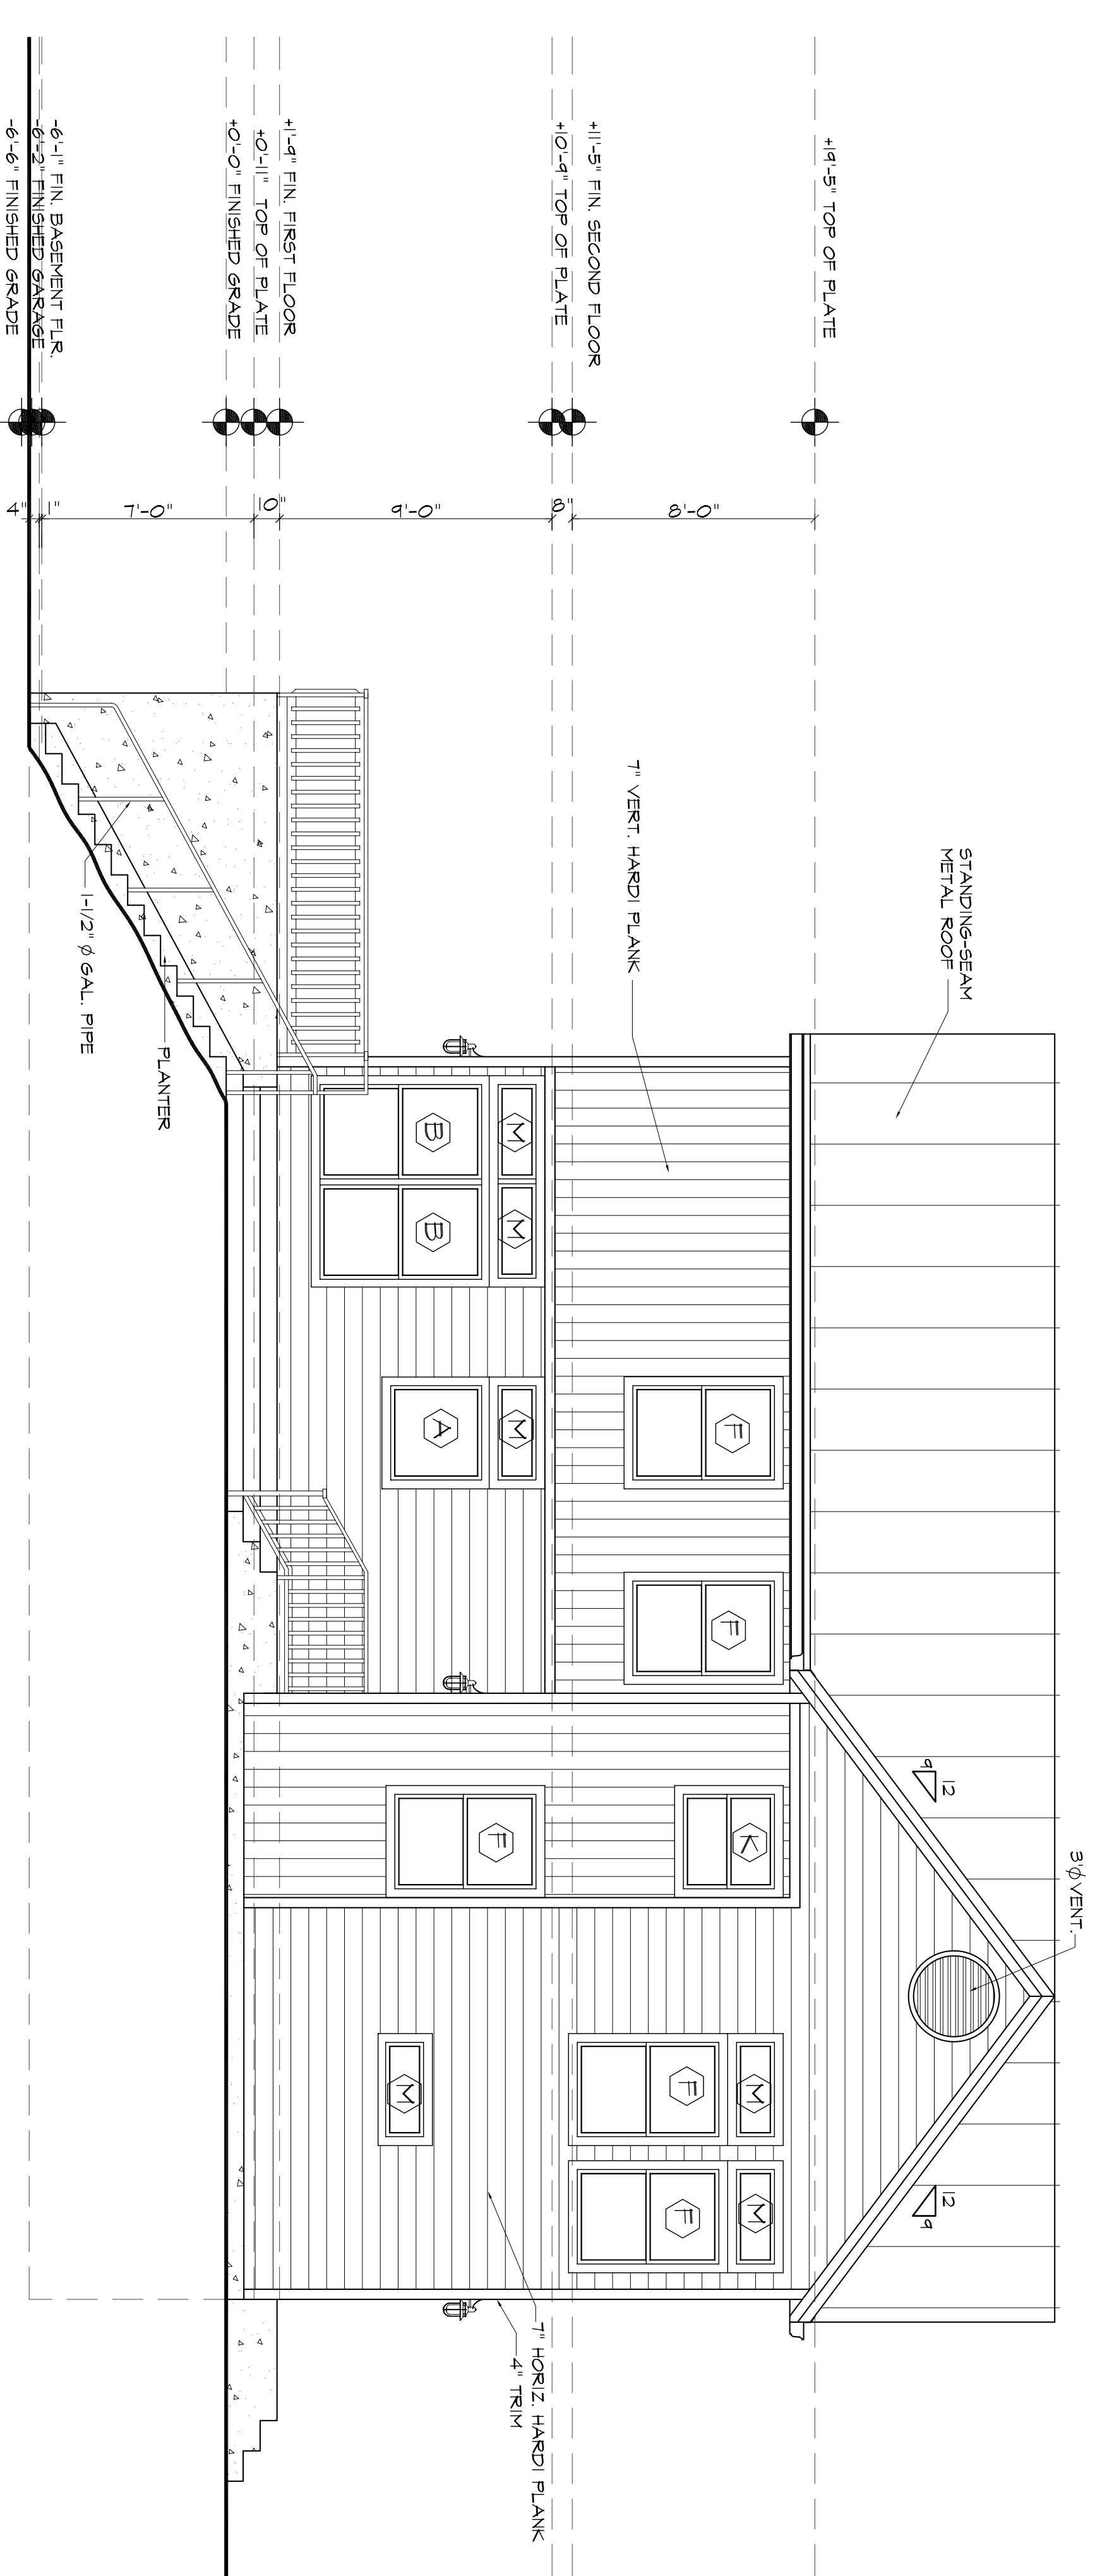 3'Ø VENT.
STANDING-SEAM
METAL ROOF
12
9
12
9
+19'-5" TOP OF PLATE
8'-0"
7" VERT. HARDI PLANK
F
F
K
M
M
F
F
+11'-5" FIN. SECOND FLOOR
+10'-9" TOP OF PLATE
8"
7" HORIZ. HARDI PLANK
4" TRIM
M
M
M
F
B
B
A
M
9'-0"
+1'-9" FIN. FIRST FLOOR
+0'-11" TOP OF PLATE
+0'-0" FINISHED GRADE
10"
7'-0"
PLANTER
1-1/2" Ø GAL. PIPE
-6'-1" FIN. BASEMENT FLR.
-6'-2" FINISHED GARAGE
-6'-6" FINISHED GRADE
1"
4"